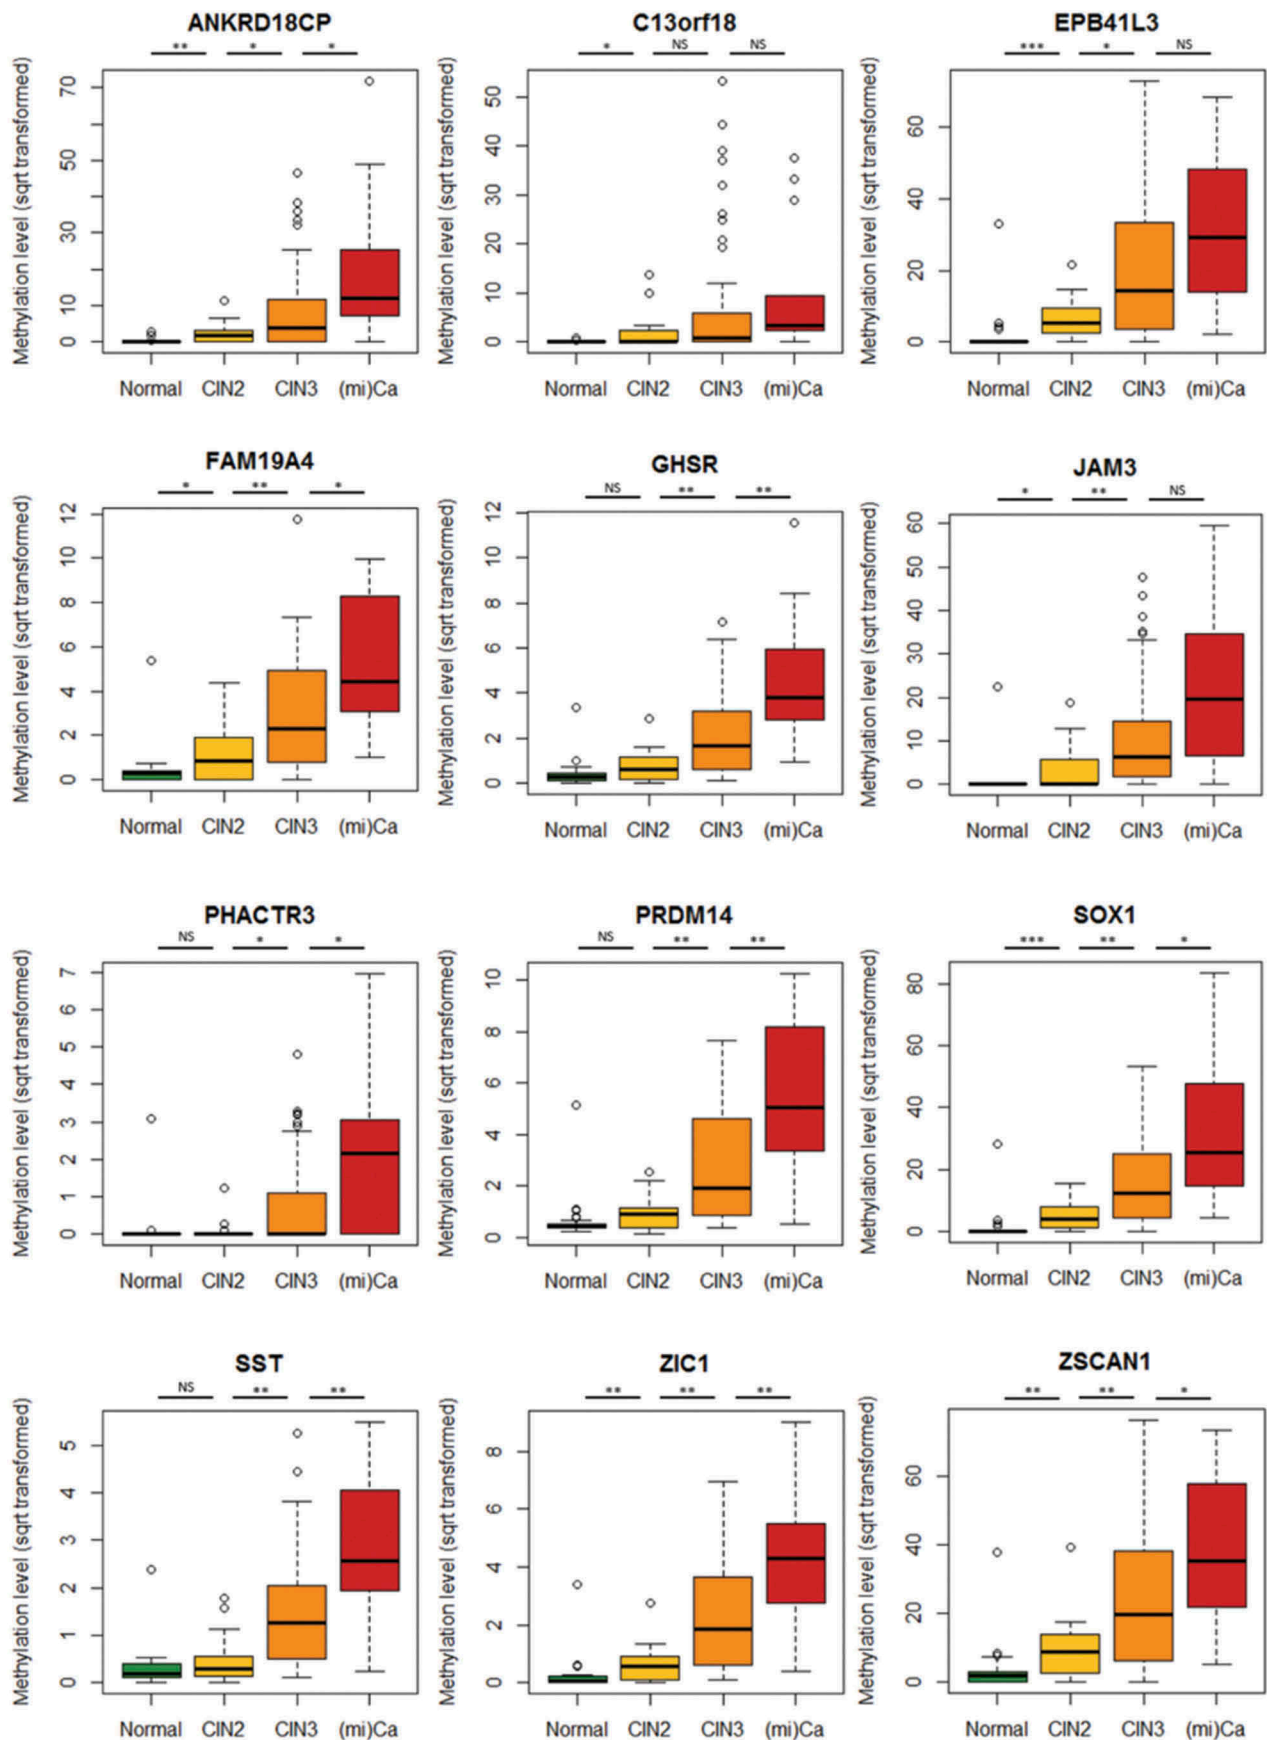 ANKRD18CP
** * *
Methylation level (sqrt transformed)
70
50
30
10
0
Normal CIN2 CIN3 (mi)Ca
C13orf18
* NS NS
Methylation level (sqrt transformed)
50
40
30
20
10
0
Normal CIN2 CIN3 (mi)Ca
EPB41L3
*** * NS
Methylation level (sqrt transformed)
60
40
20
0
Normal CIN2 CIN3 (mi)Ca
FAM19A4
* ** *
Methylation level (sqrt transformed)
12
10
8
6
4
2
0
Normal CIN2 CIN3 (mi)Ca
GHSR
NS ** **
Methylation level (sqrt transformed)
12
10
8
6
4
2
0
Normal CIN2 CIN3 (mi)Ca
JAM3
* ** NS
Methylation level (sqrt transformed)
60
50
40
30
20
10
0
Normal CIN2 CIN3 (mi)Ca
PHACTR3
NS * *
Methylation level (sqrt transformed)
7
6
5
4
3
2
1
0
Normal CIN2 CIN3 (mi)Ca
PRDM14
NS ** **
Methylation level (sqrt transformed)
10
8
6
4
2
0
Normal CIN2 CIN3 (mi)Ca
SOX1
*** ** *
Methylation level (sqrt transformed)
80
60
40
20
0
Normal CIN2 CIN3 (mi)Ca
SST
NS ** **
Methylation level (sqrt transformed)
5
4
3
2
1
0
Normal CIN2 CIN3 (mi)Ca
ZIC1
** ** **
Methylation level (sqrt transformed)
8
6
4
2
0
Normal CIN2 CIN3 (mi)Ca
ZSCAN1
** ** *
Methylation level (sqrt transformed)
60
40
20
0
Normal CIN2 CIN3 (mi)Ca